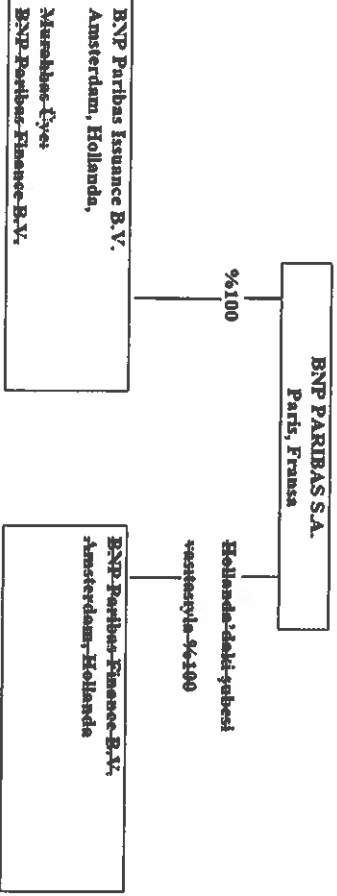 BNP PARIBAS S.A.
Paris, Fransa
%100
Hollanda'daki şubesi
vasıtasıyla %100
BNP Paribas Issuance B.V.
Amsterdam, Hollanda,
Murahhas Üye:
BNP Paribas Finance B.V.
BNP Paribas Finance B.V.
Amsterdam, Hollanda